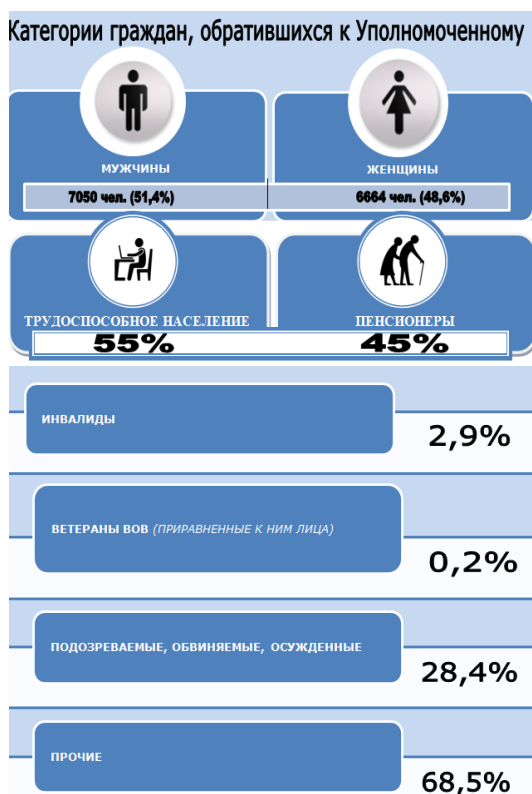 Категории граждан, обратившихся к Уполномоченному
МУЖЧИНЫ
ЖЕНЩИНЫ
7050 чел. (51,4%)
6664 чел. (48,6%)
ТРУДОСПОСОБНОЕ НАСЕЛЕНИЕ
ПЕНСИОНЕРЫ
55%
45%
ИНВАЛИДЫ
2,9%
ВЕТЕРАНЫ ВОВ (ПРИРАВНЕННЫЕ К НИМ ЛИЦА)
0,2%
ПОДОЗРЕВАЕМЫЕ, ОБВИНЯЕМЫЕ, ОСУЖДЕННЫЕ
28,4%
ПРОЧИЕ
68,5%